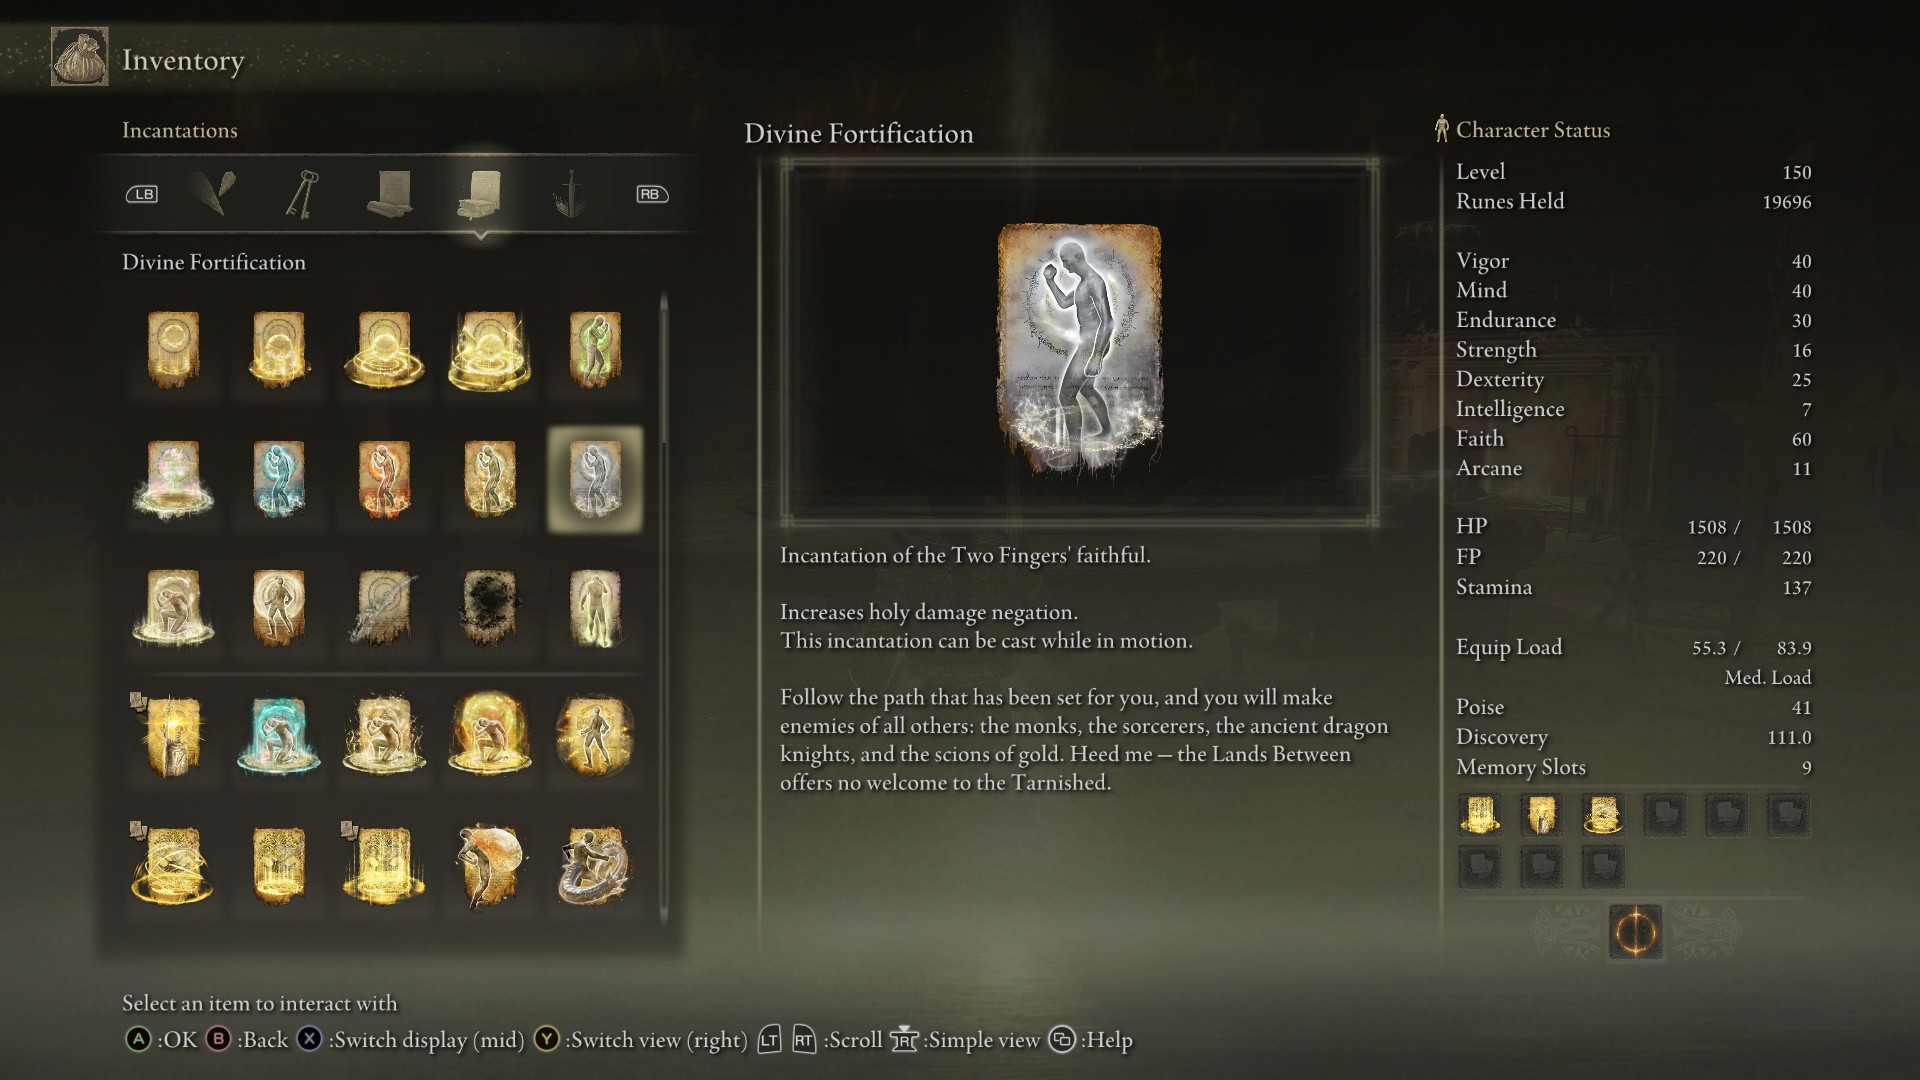 Inventory
Incantations
LB
RB
Divine Fortification
Divine Fortification
Incantation of the Two Fingers' faithful.
Increases holy damage negation.
This incantation can be cast while in motion.
Follow the path that has been set for you, and you will make
enemies of all others: the monks, the sorcerers, the ancient dragon
knights, and the scions of gold. Heed me – the Lands Between
offers no welcome to the Tarnished.
Character Status
Level 150
Runes Held 19696
Vigor 40
Mind 40
Endurance 30
Strength 16
Dexterity 25
Intelligence 7
Faith 60
Arcane 11
HP 1508 / 1508
FP 220 / 220
Stamina 137
Equip Load 55.3 / 83.9
Med. Load
Poise 41
Discovery 111.0
Memory Slots 9
Select an item to interact with
A :OK B :Back X :Switch display (mid) Y :Switch view (right) LT RT :Scroll R :Simple view :Help